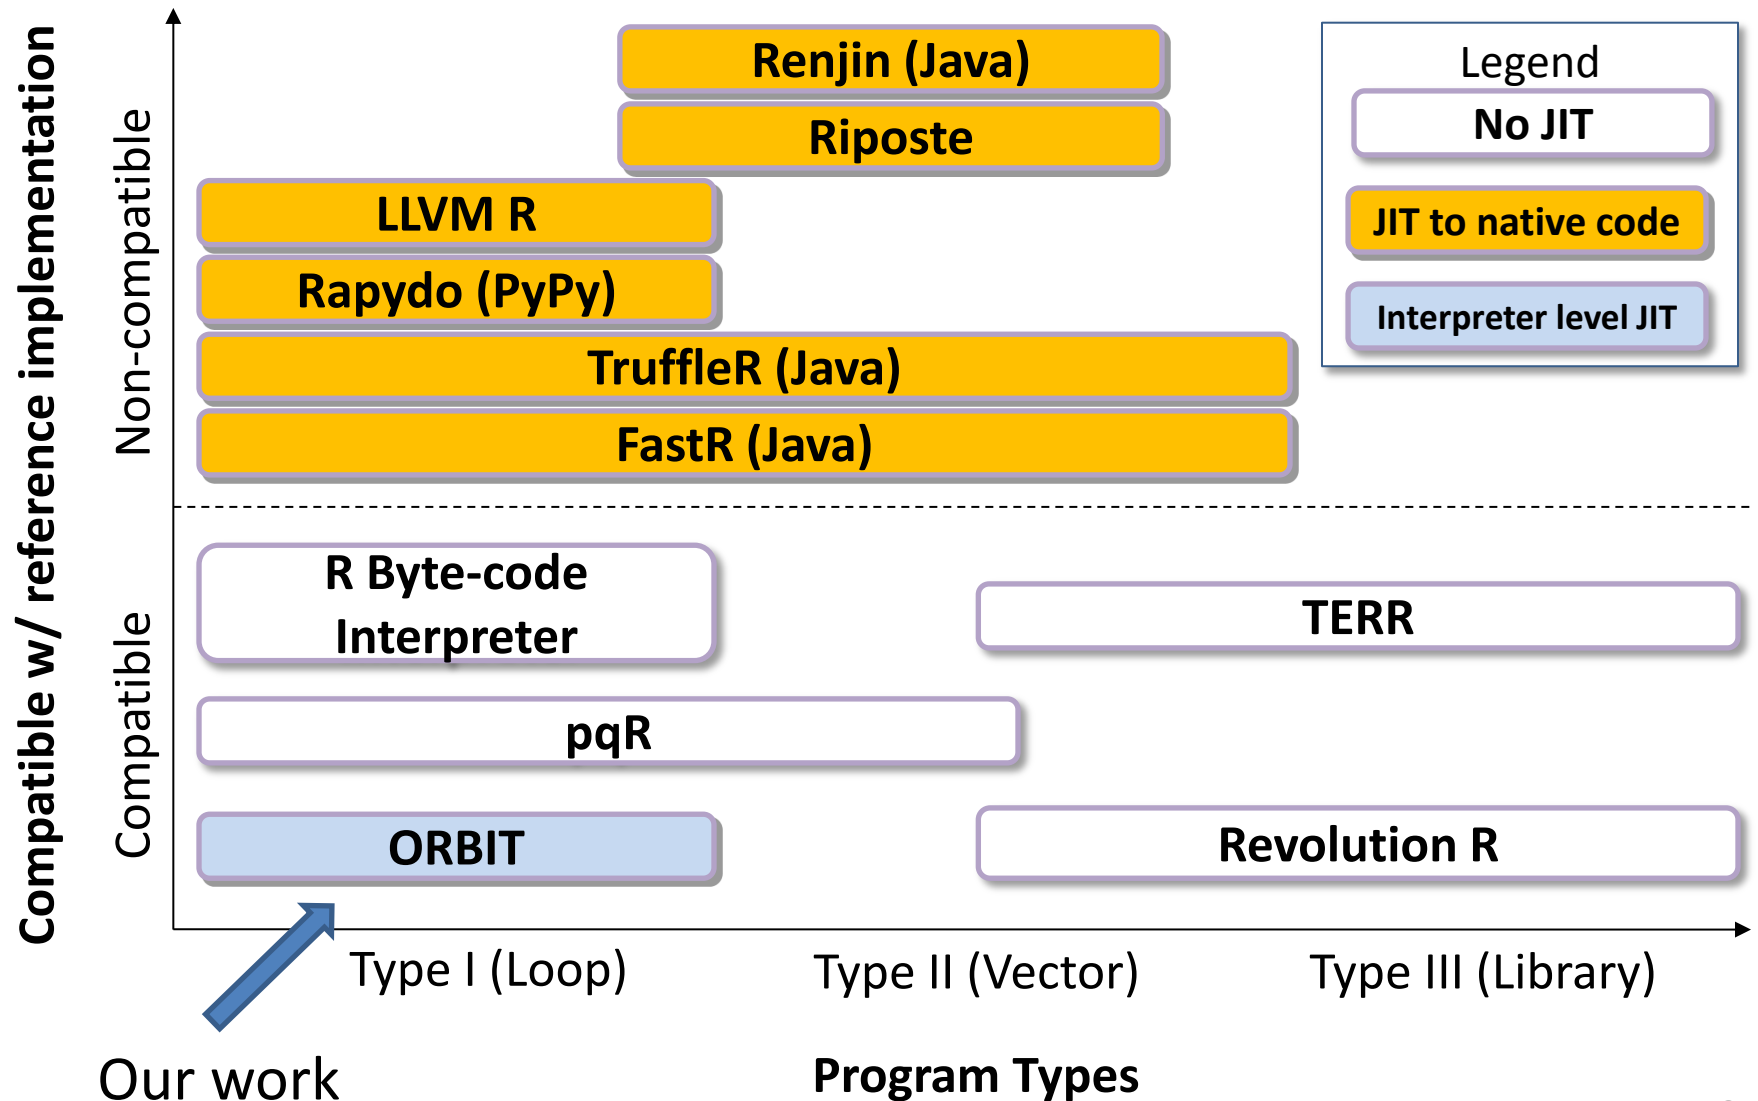 Compatible w/ reference implementation
Non-compatible
Compatible
Renjin (Java)
Riposte
LLVM R
Rapydo (PyPy)
TruffleR (Java)
FastR (Java)
Legend
No JIT
JIT to native code
Interpreter level JIT
R Byte-code
Interpreter
TERR
pqR
ORBIT
Revolution R
Type I (Loop)
Type II (Vector)
Type III (Library)
Our work
Program Types